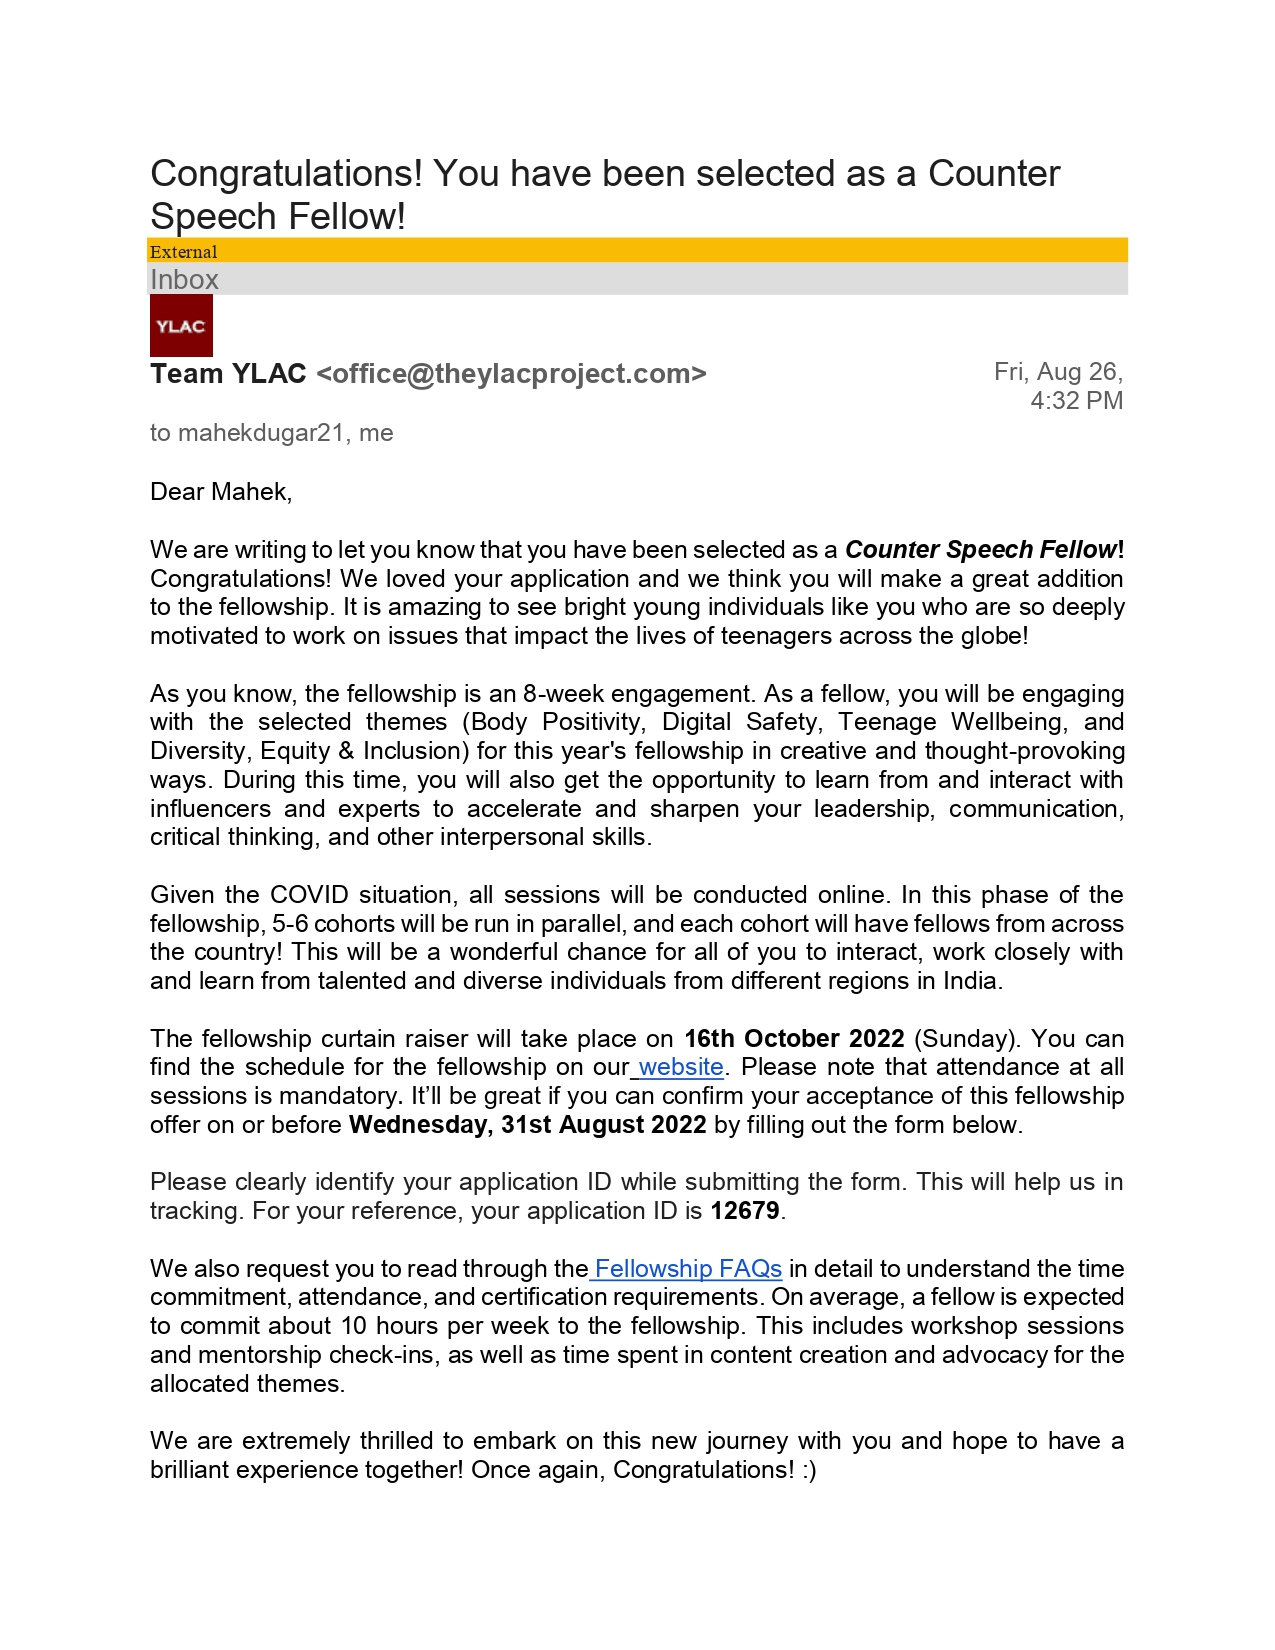 Congratulations! You have been selected as a Counter
Speech Fellow!
External
Inbox
YLAC
Team YLAC <office@theylacproject.com>
Fri, Aug 26,
4:32 PM
to mahekdugar21, me
Dear Mahek,
We are writing to let you know that you have been selected as a Counter Speech Fellow!
Congratulations! We loved your application and we think you will make a great addition
to the fellowship. It is amazing to see bright young individuals like you who are so deeply
motivated to work on issues that impact the lives of teenagers across the globe!
As you know, the fellowship is an 8-week engagement. As a fellow, you will be engaging
with the selected themes (Body Positivity, Digital Safety, Teenage Wellbeing, and
Diversity, Equity & Inclusion) for this year's fellowship in creative and thought-provoking
ways. During this time, you will also get the opportunity to learn from and interact with
influencers and experts to accelerate and sharpen your leadership, communication,
critical thinking, and other interpersonal skills.
Given the COVID situation, all sessions will be conducted online. In this phase of the
fellowship, 5-6 cohorts will be run in parallel, and each cohort will have fellows from across
the country! This will be a wonderful chance for all of you to interact, work closely with
and learn from talented and diverse individuals from different regions in India.
The fellowship curtain raiser will take place on 16th October 2022 (Sunday). You can
find the schedule for the fellowship on our website. Please note that attendance at all
sessions is mandatory. It’ll be great if you can confirm your acceptance of this fellowship
offer on or before Wednesday, 31st August 2022 by filling out the form below.
Please clearly identify your application ID while submitting the form. This will help us in
tracking. For your reference, your application ID is 12679.
We also request you to read through the Fellowship FAQs in detail to understand the time
commitment, attendance, and certification requirements. On average, a fellow is expected
to commit about 10 hours per week to the fellowship. This includes workshop sessions
and mentorship check-ins, as well as time spent in content creation and advocacy for the
allocated themes.
We are extremely thrilled to embark on this new journey with you and hope to have a
brilliant experience together! Once again, Congratulations! :)